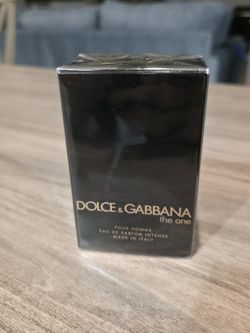 DOLCE & GABBANA
the one
POUR HOMME
EAU DE PARFUM INTENSE
MADE IN ITALY